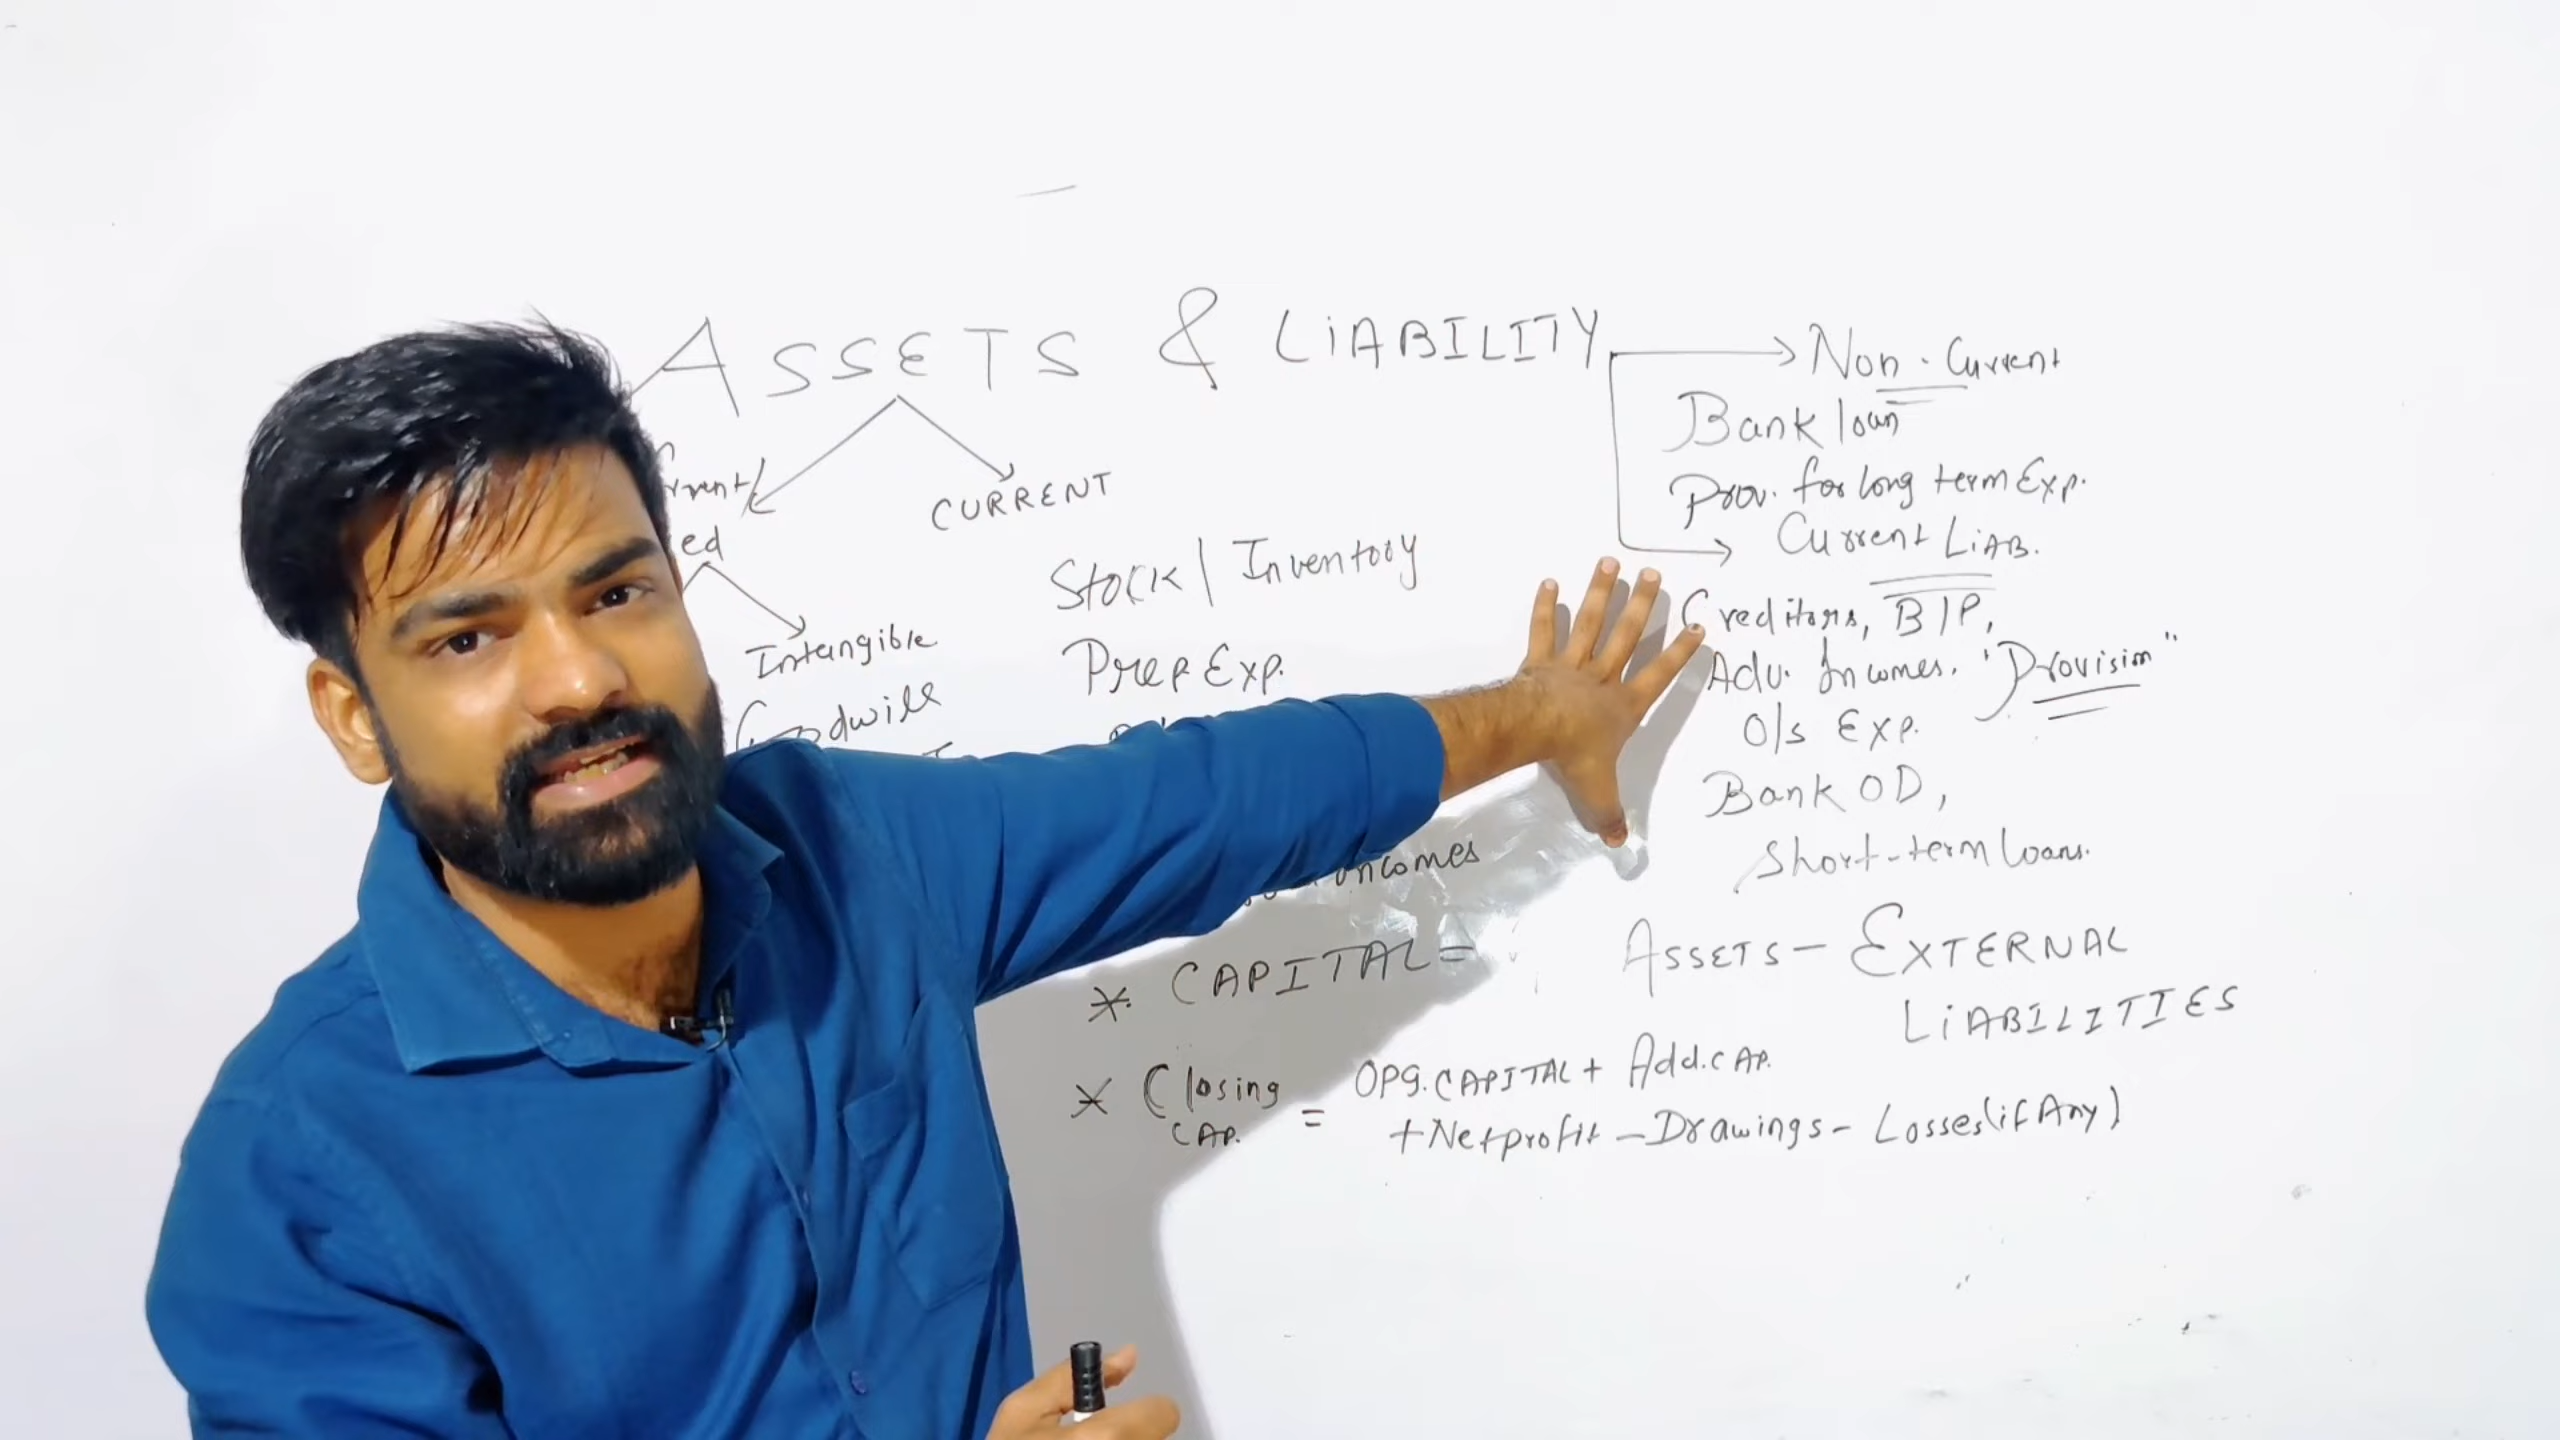 ASSETS & LiABILITY
Non-Current
Bank loan
Prov. for long term Exp.
Current LiAB.
Creditors, B/P,
Adv. Incomes. "Provision"
O/s Exp.
Bank OD,
Short-term loans.
CURRENT
Stock / Inventory
Prep Exp.
Intangible
Goodwill
Incomes
* CAPITAL = ASSETS - EXTERNAL
LiABILITIES
* Closing CAP. = OPG. CAPITAL + Add. CAP.
+ Net profit - Drawings - Losses (if Any)